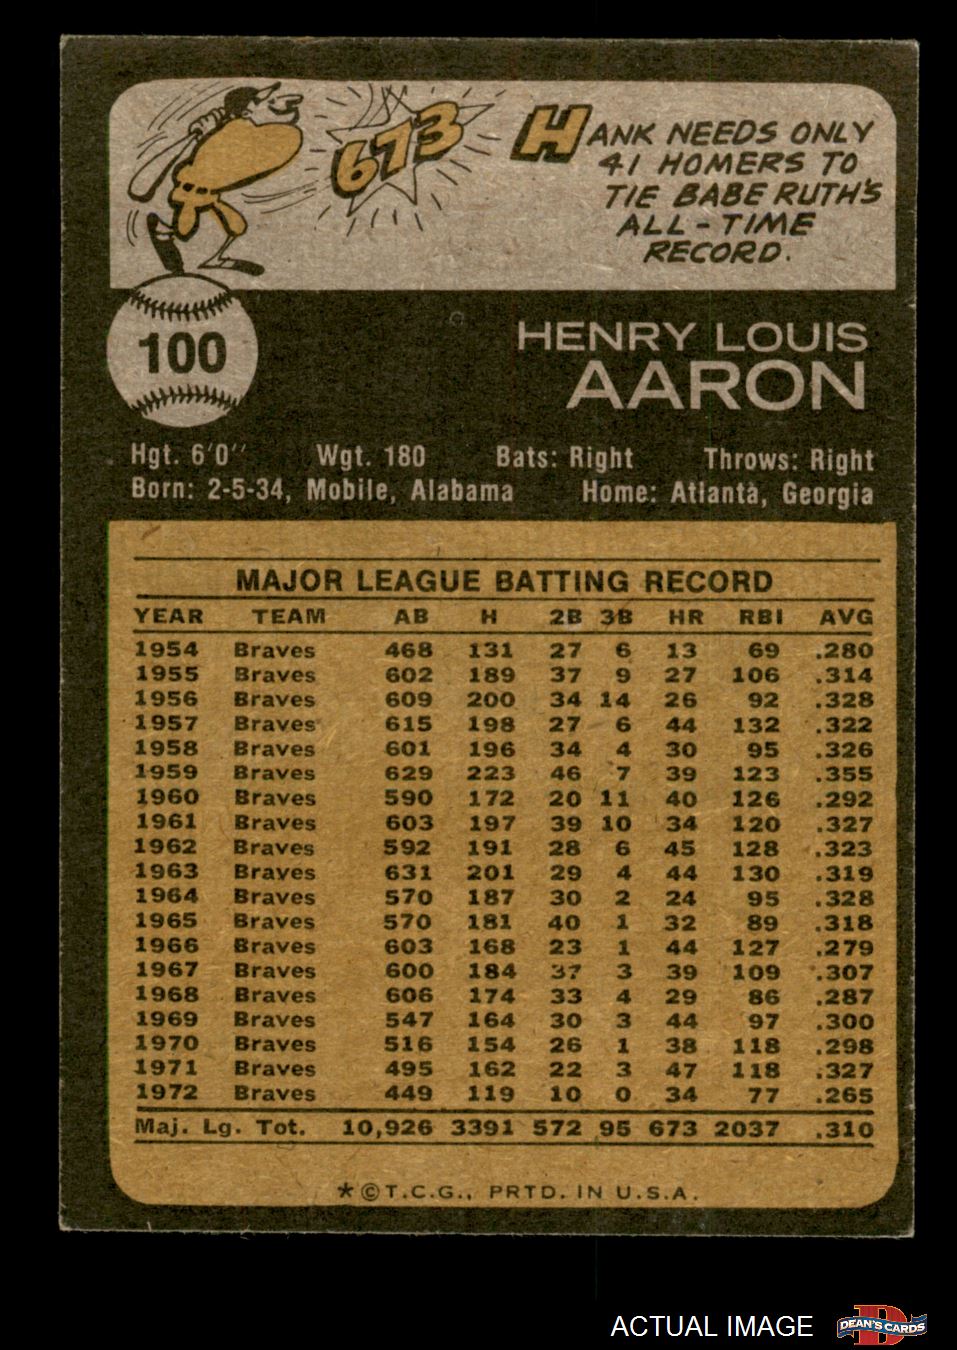 673
HANK NEEDS ONLY
41 HOMERS TO
TIE BABE RUTH'S
ALL-TIME
RECORD.
100
HENRY LOUIS
AARON
Hgt. 6'0" Wgt. 180 Bats: Right Throws: Right
Born: 2-5-34, Mobile, Alabama Home: Atlanta, Georgia
MAJOR LEAGUE BATTING RECORD
YEAR TEAM AB H 2B 3B HR RBI AVG
1954 Braves 468 131 27 6 13 69 .280
1955 Braves 602 189 37 9 27 106 .314
1956 Braves 609 200 34 14 26 92 .328
1957 Braves 615 198 27 6 44 132 .322
1958 Braves 601 196 34 4 30 95 .326
1959 Braves 629 223 46 7 39 123 .355
1960 Braves 590 172 20 11 40 126 .292
1961 Braves 603 197 39 10 34 120 .327
1962 Braves 592 191 28 6 45 128 .323
1963 Braves 631 201 29 4 44 130 .319
1964 Braves 570 187 30 2 24 95 .328
1965 Braves 570 181 40 1 32 89 .318
1966 Braves 603 168 23 1 44 127 .279
1967 Braves 600 184 37 3 39 109 .307
1968 Braves 606 174 33 4 29 86 .287
1969 Braves 547 164 30 3 44 97 .300
1970 Braves 516 154 26 1 38 118 .298
1971 Braves 495 162 22 3 47 118 .327
1972 Braves 449 119 10 0 34 77 .265
Maj. Lg. Tot. 10,926 3391 572 95 673 2037 .310
*©T.C.G., PRTD. IN U.S.A.
ACTUAL IMAGE
D
DEAN'S CARDS